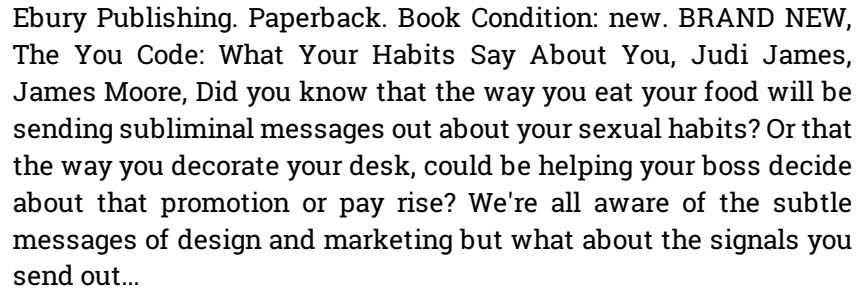 Ebury Publishing. Paperback. Book Condition: new. BRAND NEW,
The You Code: What Your Habits Say About You, Judi James,
James Moore, Did you know that the way you eat your food will be
sending subliminal messages out about your sexual habits? Or that
the way you decorate your desk, could be helping your boss decide
about that promotion or pay rise? We're all aware of the subtle
messages of design and marketing but what about the signals you
send out...